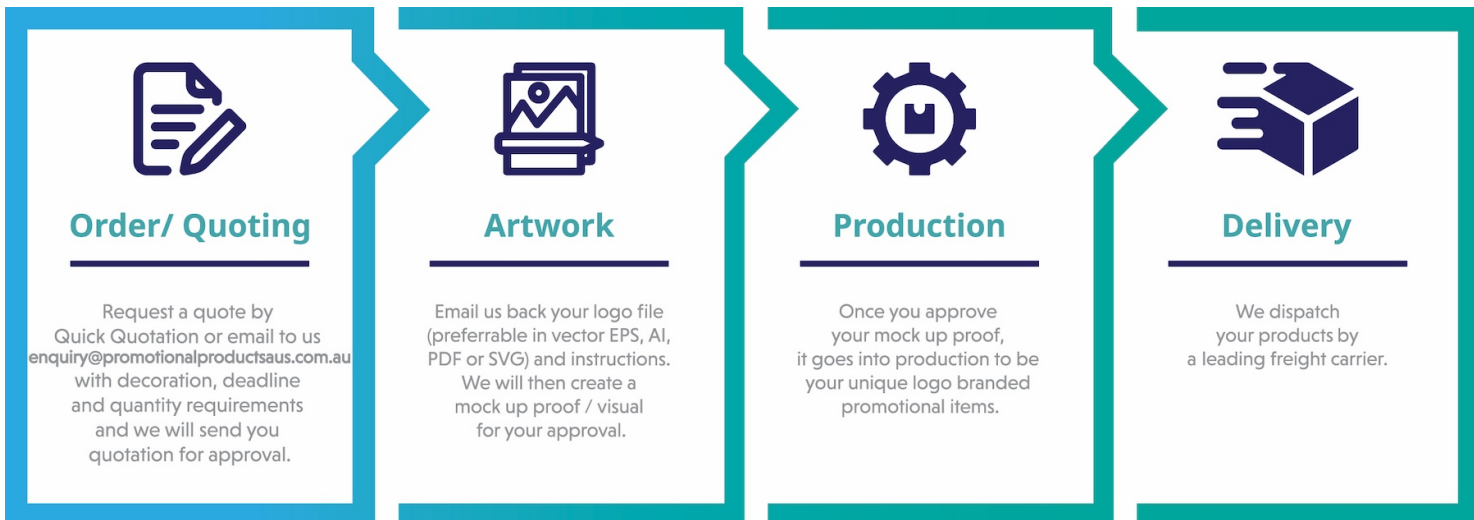 Order/ Quoting
Request a quote by
Quick Quotation or email to us
enquiry@promotionalproductsaus.com.au
with decoration, deadline
and quantity requirements
and we will send you
quotation for approval.
Artwork
Email us back your logo file
(preferrable in vector EPS, AI,
PDF or SVG) and instructions.
We will then create a
mock up proof / visual
for your approval.
Production
Once you approve
your mock up proof,
it goes into production to be
your unique logo branded
promotional items.
Delivery
We dispatch
your products by
a leading freight carrier.